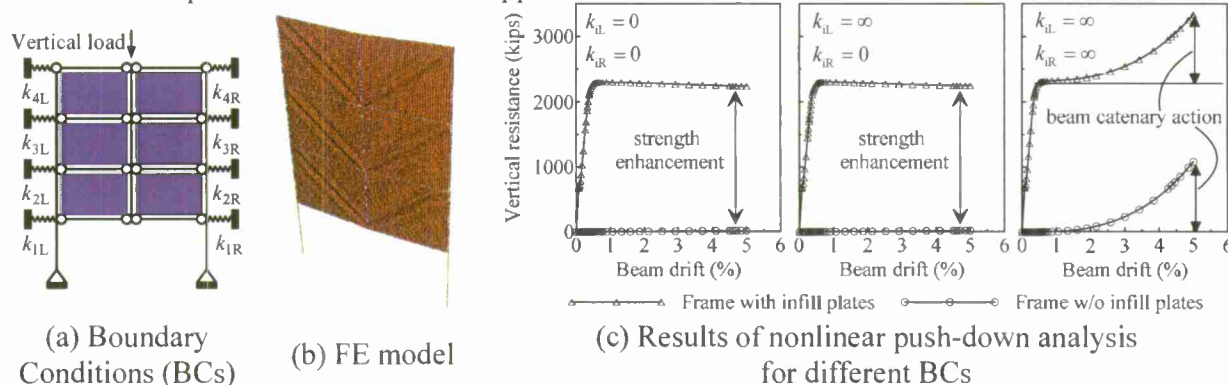 Vertical load
k4L
k4R
k3L
k3R
k2L
k2R
k1L
k1R
(a) Boundary
Conditions (BCs)
(b) FE model
Vertical resistance (kips)
3000
2000
1000
0
kiL = 0
kiR = 0
strength
enhancement
0 1 2 3 4 5 6
Beam drift (%)
kiL = ∞
kiR = 0
strength
enhancement
0 1 2 3 4 5 6
Beam drift (%)
kiL = ∞
kiR = ∞
beam catenary action
0 1 2 3 4 5 6
Beam drift (%)
Frame with infill plates
Frame w/o infill plates
(c) Results of nonlinear push-down analysis
for different BCs